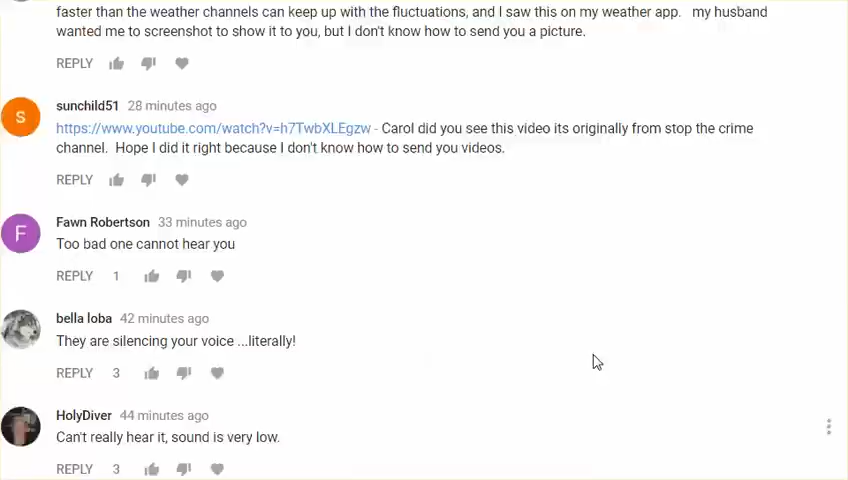 faster than the weather channels can keep up with the fluctuations, and I saw this on my weather app.   my husband
wanted me to screenshot to show it to you, but I don't know how to send you a picture.
REPLY
S
sunchild51 28 minutes ago
https://www.youtube.com/watch?v=h7TwbXLEgzw - Carol did you see this video its originally from stop the crime
channel.  Hope I did it right because I don't know how to send you videos.
REPLY
F
Fawn Robertson 33 minutes ago
Too bad one cannot hear you
REPLY 1
bella loba 42 minutes ago
They are silencing your voice ...literally!
REPLY 3
HolyDiver 44 minutes ago
Can't really hear it, sound is very low.
REPLY 3